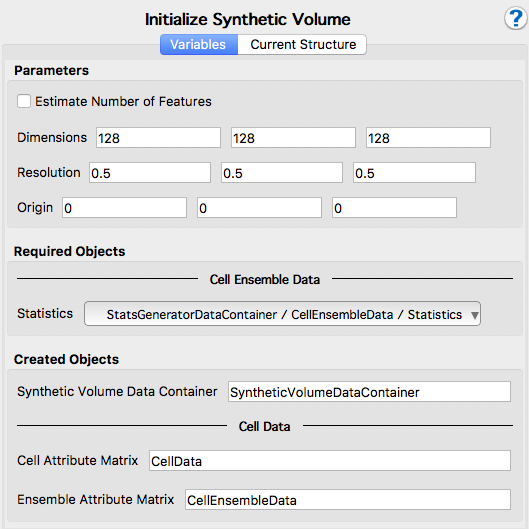 Initialize Synthetic Volume ?
Variables Current Structure
Parameters
Estimate Number of Features
Dimensions 128 128 128
Resolution 0.5 0.5 0.5
Origin 0 0 0
Required Objects
Cell Ensemble Data
Statistics StatsGeneratorDataContainer / CellEnsembleData / Statistics
Created Objects
Synthetic Volume Data Container SyntheticVolumeDataContainer
Cell Data
Cell Attribute Matrix CellData
Ensemble Attribute Matrix CellEnsembleData